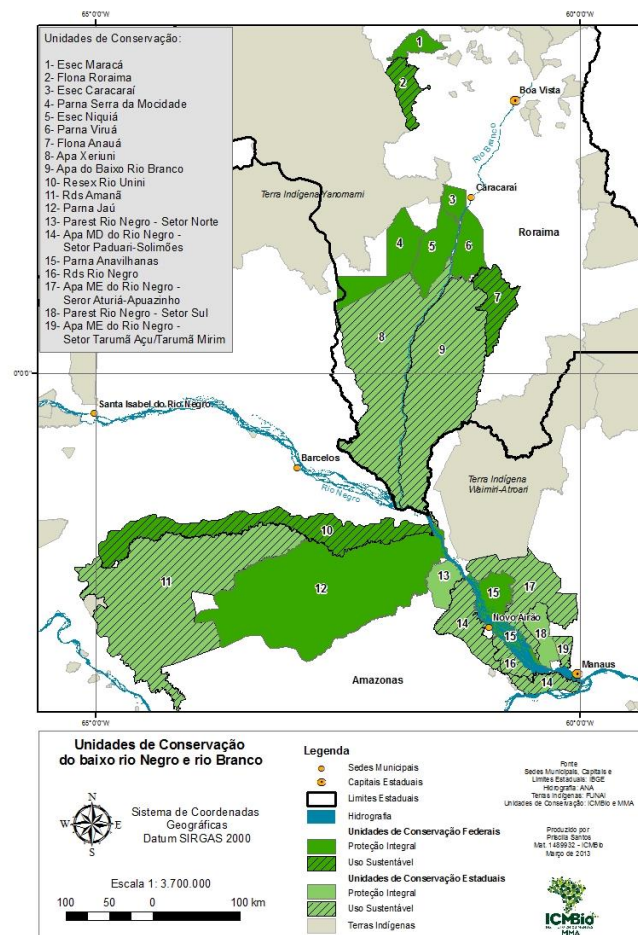 65°0'0"W
60°0'0"W
Unidades de Conservação:
1- Esec Maracá
2- Flona Roraima
3- Esec Caracaraí
4- Parna Serra da Mocidade
5- Esec Niquiá
6- Parna Viruá
7- Flona Anauá
8- Apa Xeriuni
9- Apa do Baixo Rio Branco
10- Resex Rio Unini
11- Rds Amanã
12- Parna Jaú
13- Parest Rio Negro - Setor Norte
14- Apa MD do Rio Negro -
Setor Paduari-Solimões
15- Parna Anavilhanas
16- Rds Rio Negro
17- Apa ME do Rio Negro -
Seror Aturiá-Apuazinho
18- Parest Rio Negro - Setor Sul
19- Apa ME do Rio Negro -
Setor Tarumã Açu/Tarumã Mirim
1
2
Boa Vista
Rio Branco
Terra Indígena Yanomami
Caracaraí
3
Roraima
4
5
6
7
8
9
0°0'0"
0°0'0"
Santa Isabel do Rio Negro
Barcelos
Rio Negro
Terra Indígena
Waimiri-Atroari
10
11
12
13
15
17
14
Novo Airão
15
18
16
19
14
Manaus
Amazonas
65°0'0"W
60°0'0"W
Unidades de Conservação
do baixo rio Negro e rio Branco
N
W
E
S
Sistema de Coordenadas
Geográficas
Datum SIRGAS 2000
Escala 1: 3.700.000
100 50 0 100 km
Legenda
Sedes Municipais
Capitais Estaduais
Limites Estaduais
Hidrografia
Unidades de Conservação Federais
Proteção Integral
Uso Sustentável
Unidades de Conservação Estaduais
Proteção Integral
Uso Sustentável
Terras Indígenas
Fonte
Sedes Municipais, Capitais e
Limites Estaduais: IBGE
Hidrografia: ANA
Terras Indígenas: FUNAI
Unidades de Conservação: ICMBio e MMA
Produzido por
Priscila Santos
Mat. 1489932 - ICMBio
Março de 2013
ICMBio
MMA